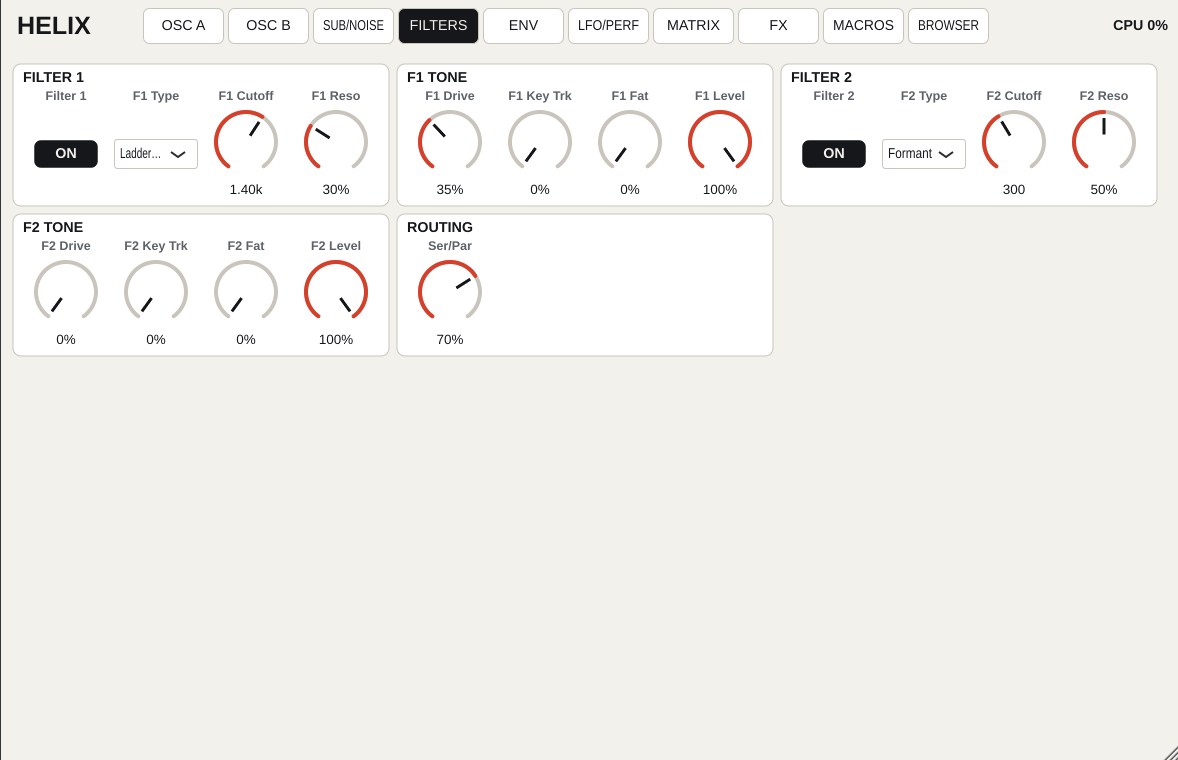 HELIX OSC A OSC B SUB/NOISE FILTERS ENV LFO/PERF MATRIX FX MACROS BROWSER CPU 0%
FILTER 1
Filter 1 F1 Type F1 Cutoff F1 Reso
ON Ladder...
1.40k 30%
F1 TONE
F1 Drive F1 Key Trk F1 Fat F1 Level
35% 0% 0% 100%
FILTER 2
Filter 2 F2 Type F2 Cutoff F2 Reso
ON Formant
300 50%
F2 TONE
F2 Drive F2 Key Trk F2 Fat F2 Level
0% 0% 0% 100%
ROUTING
Ser/Par
70%